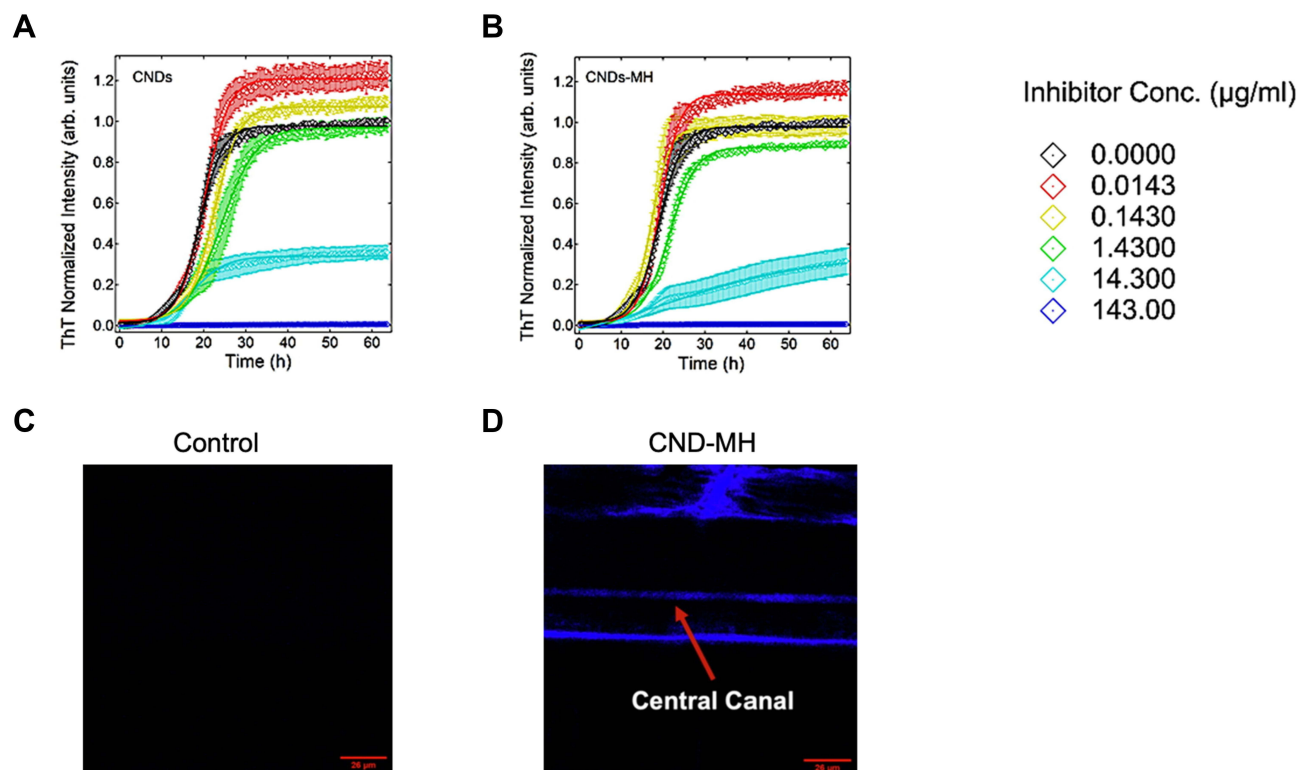 A
B
CNDs
ThT Normalized Intensity (arb. units)
1.2
1.0
0.8
0.6
0.4
0.2
0.0
0 10 20 30 40 50 60
Time (h)
CNDs-MH
ThT Normalized Intensity (arb. units)
1.2
1.0
0.8
0.6
0.4
0.2
0.0
0 10 20 30 40 50 60
Time (h)
Inhibitor Conc. (µg/ml)
0.0000
0.0143
0.1430
1.4300
14.300
143.00
C
Control
26 µm
D
CND-MH
Central Canal
26 µm